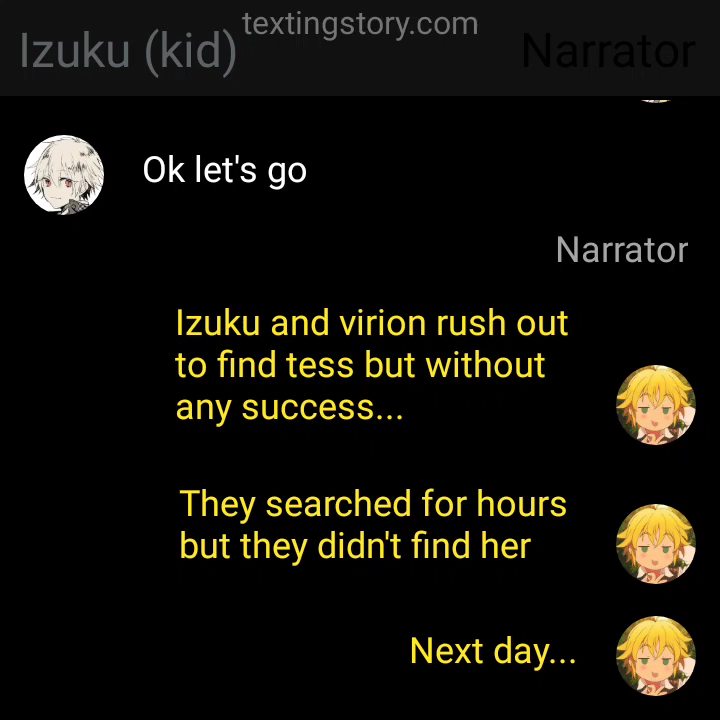 textingstory.com
Izuku (kid)
Narrator
Ok let's go
Narrator
Izuku and virion rush out
to find tess but without
any success...
They searched for hours
but they didn't find her
Next day...